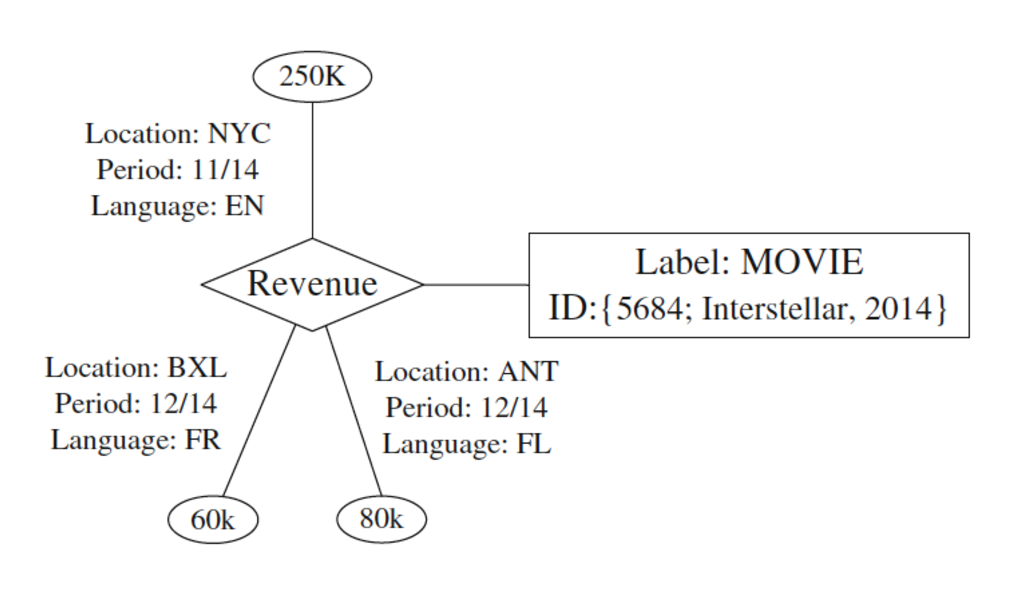 250K
Location: NYC
Period: 11/14
Language: EN
Revenue
Label: MOVIE
ID:{5684; Interstellar, 2014}
Location: BXL
Period: 12/14
Language: FR
Location: ANT
Period: 12/14
Language: FL
60k
80k